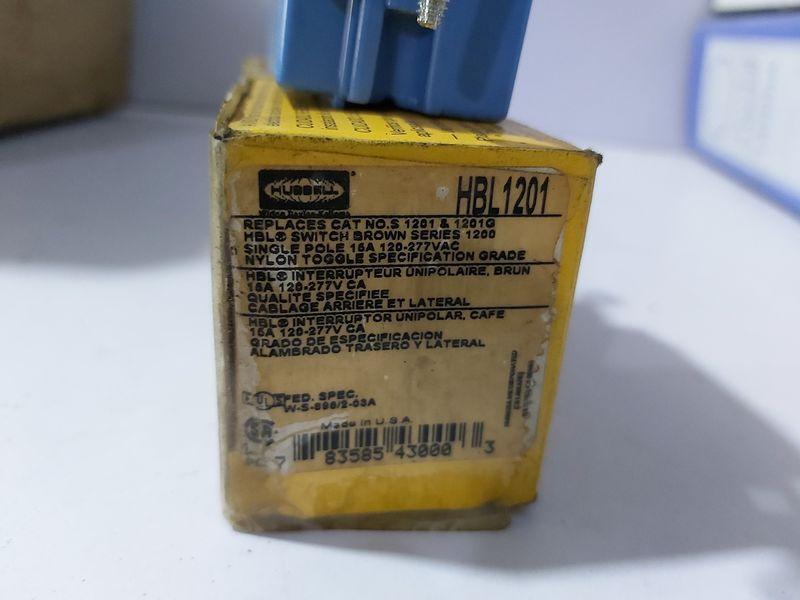 HUBBELL®
HBL1201
REPLACES CAT NO.S 1201 & 1201G
HBL® SWITCH BROWN SERIES 1200
SINGLE POLE 15A 120-277VAC
NYLON TOGGLE SPECIFICATION GRADE
HBL® INTERRUPTEUR UNIPOLAIRE, BRUN
15A 120-277V CA
QUALITE SPECIFIEE
CABLAGE ARRIERE ET LATERAL
HBL® INTERRUPTOR UNIPOLAR, CAFE
15A 120-277V CA
GRADO DE ESPECIFICACION
ALAMBRADO TRASERO Y LATERAL
FED. SPEC.
W-S-896/2-03A
Made in U.S.A.
7 83585 43000 3